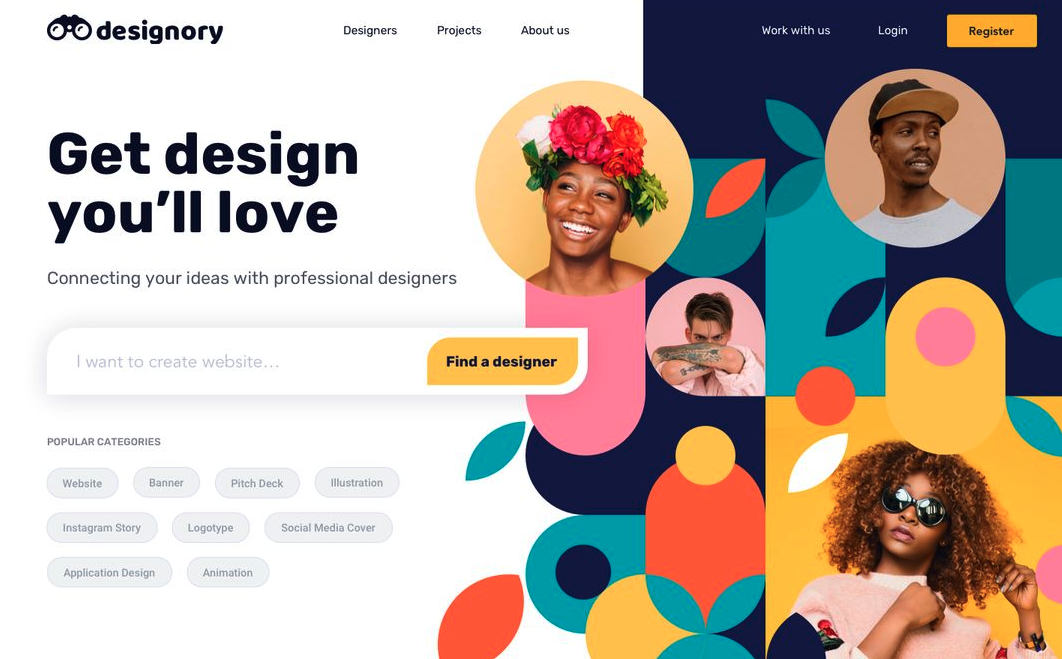 designory
Designers
Projects
About us
Work with us
Login
Register
Get design
you’ll love
Connecting your ideas with professional designers
I want to create website...
Find a designer
POPULAR CATEGORIES
Website
Banner
Pitch Deck
Illustration
Instagram Story
Logotype
Social Media Cover
Application Design
Animation